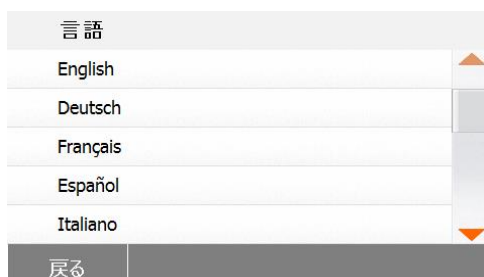 言語
English
Deutsch
Français
Español
Italiano
戻る